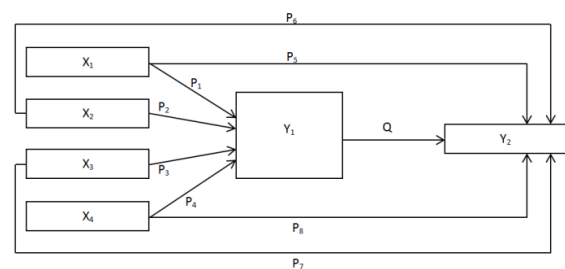 P₆
X₁
P₅
P₁
X₂
P₂
Y₁
Q
Y₂
X₃
P₃
X₄
P₄
P₈
P₇